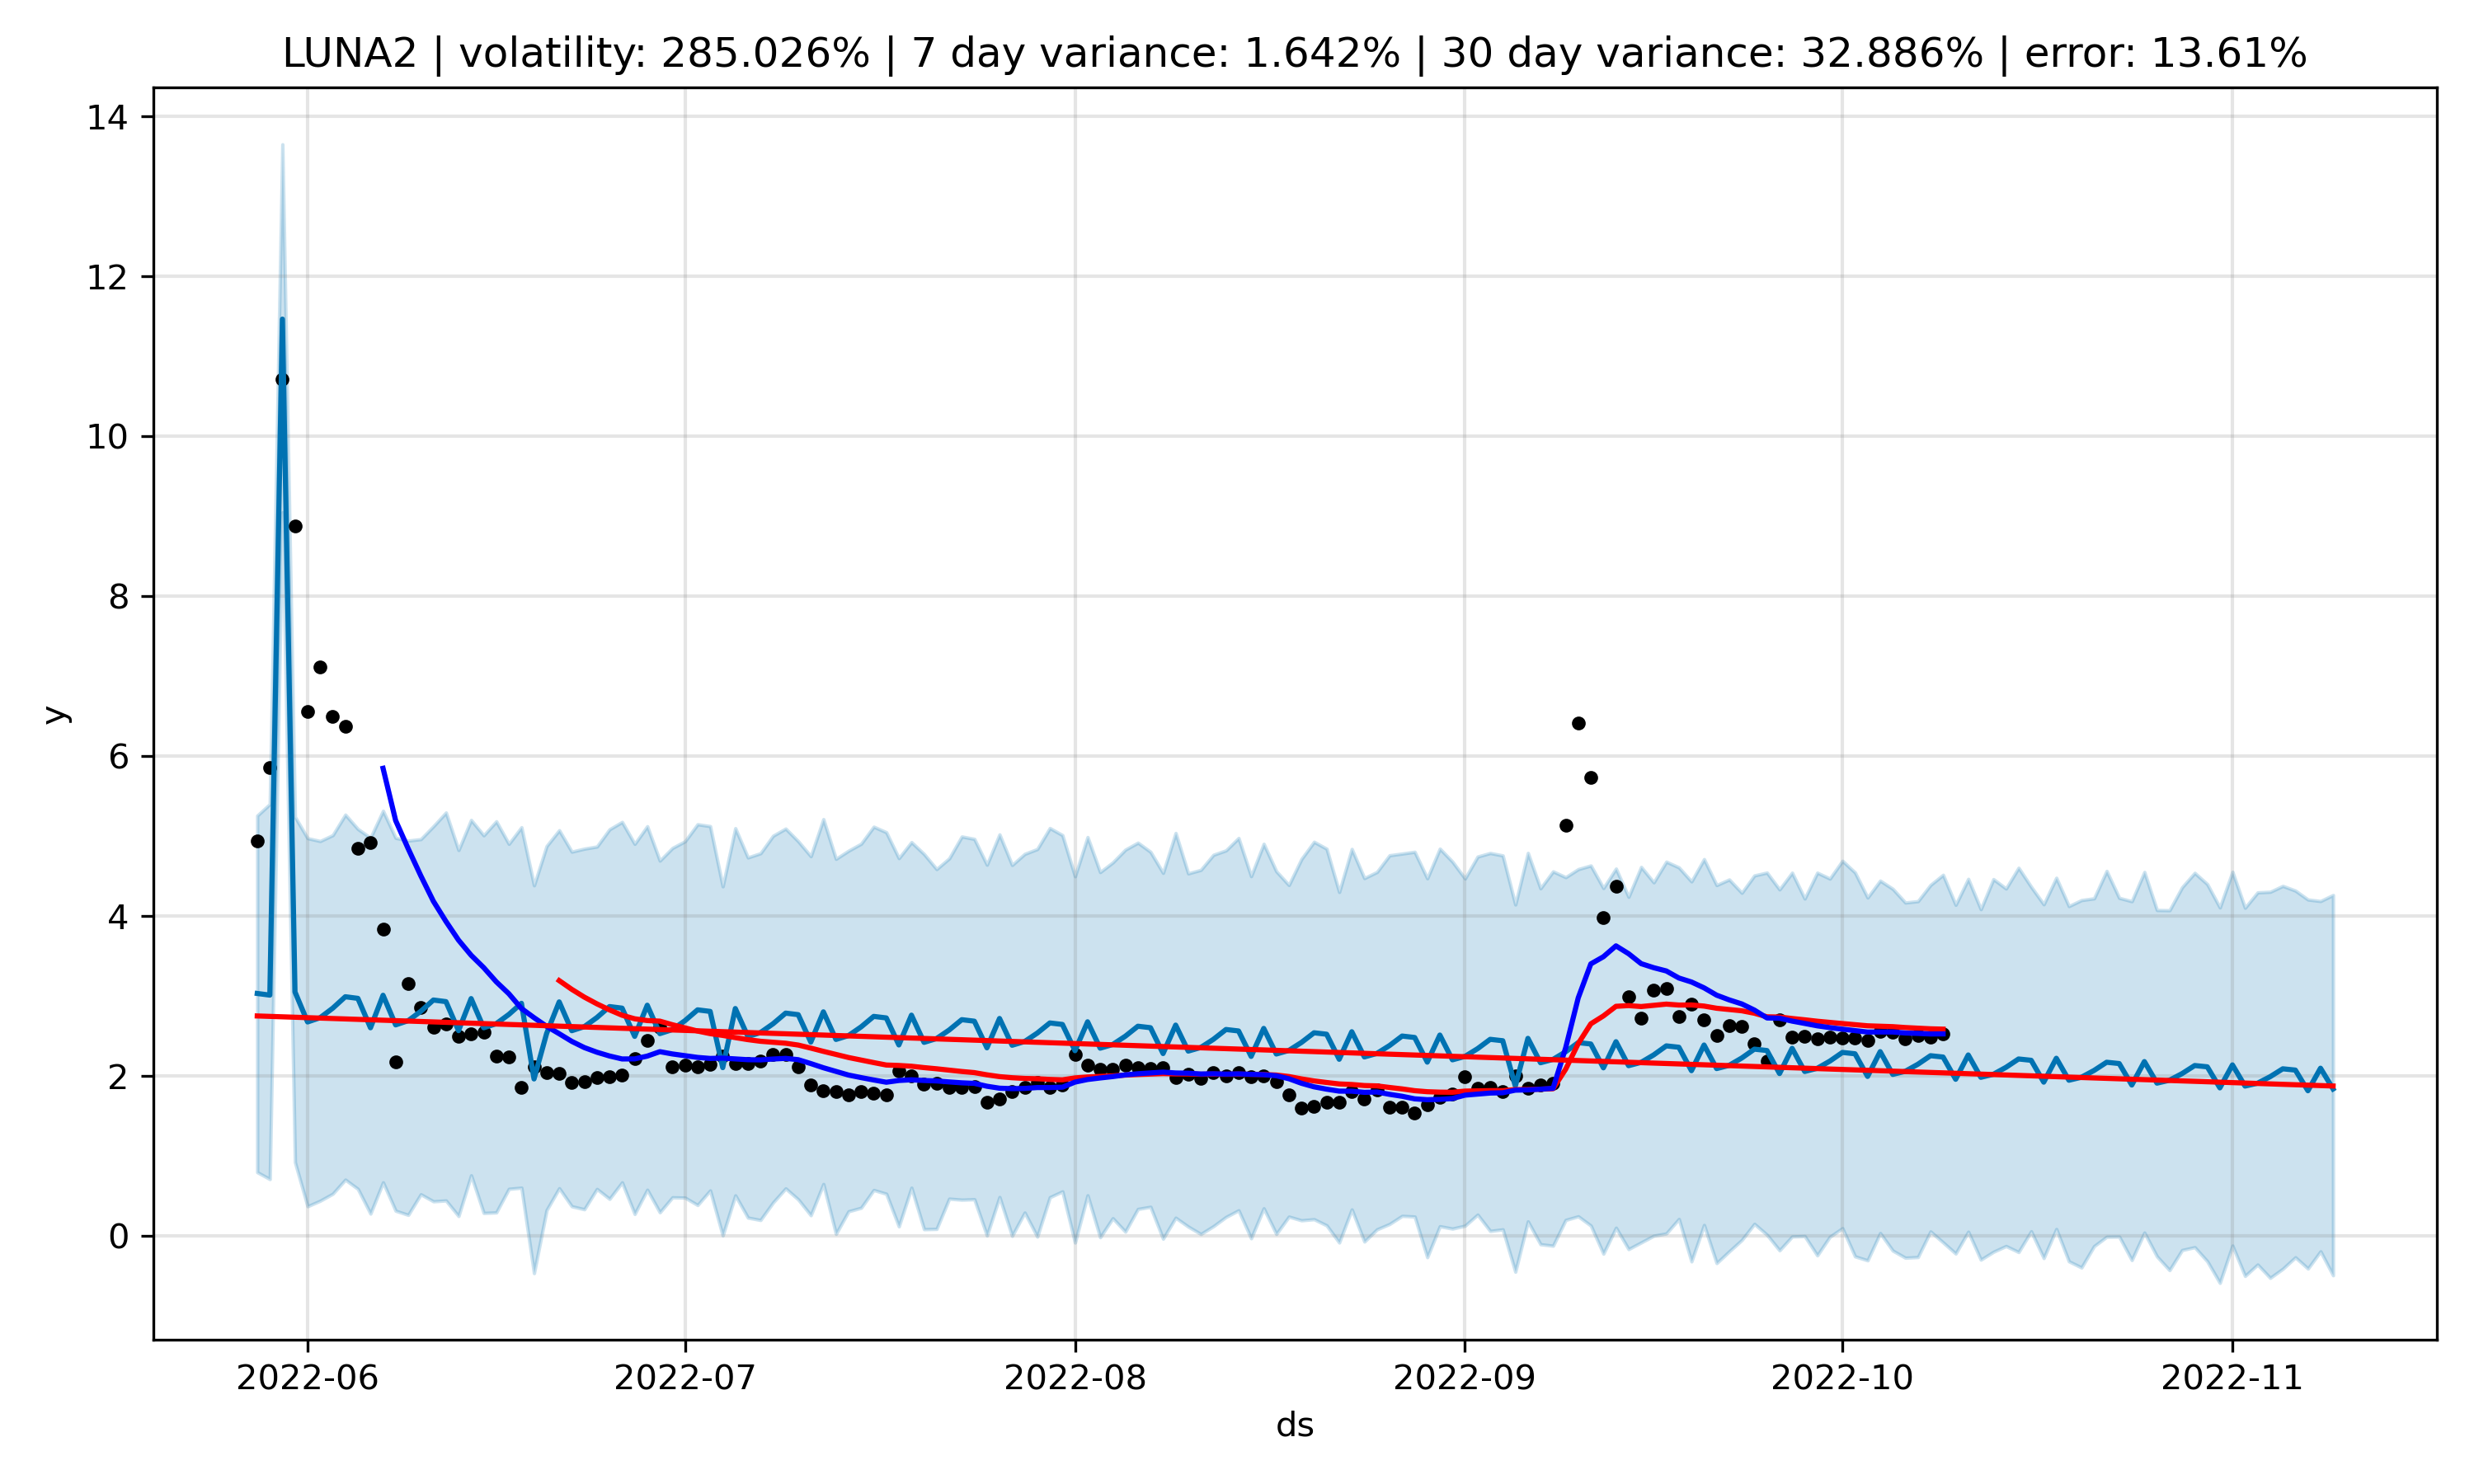 LUNA2 | volatility: 285.026% | 7 day variance: 1.642% | 30 day variance: 32.886% | error: 13.61%
14
12
10
8
6
4
2
0
y
2022-06 2022-07 2022-08 2022-09 2022-10 2022-11
ds